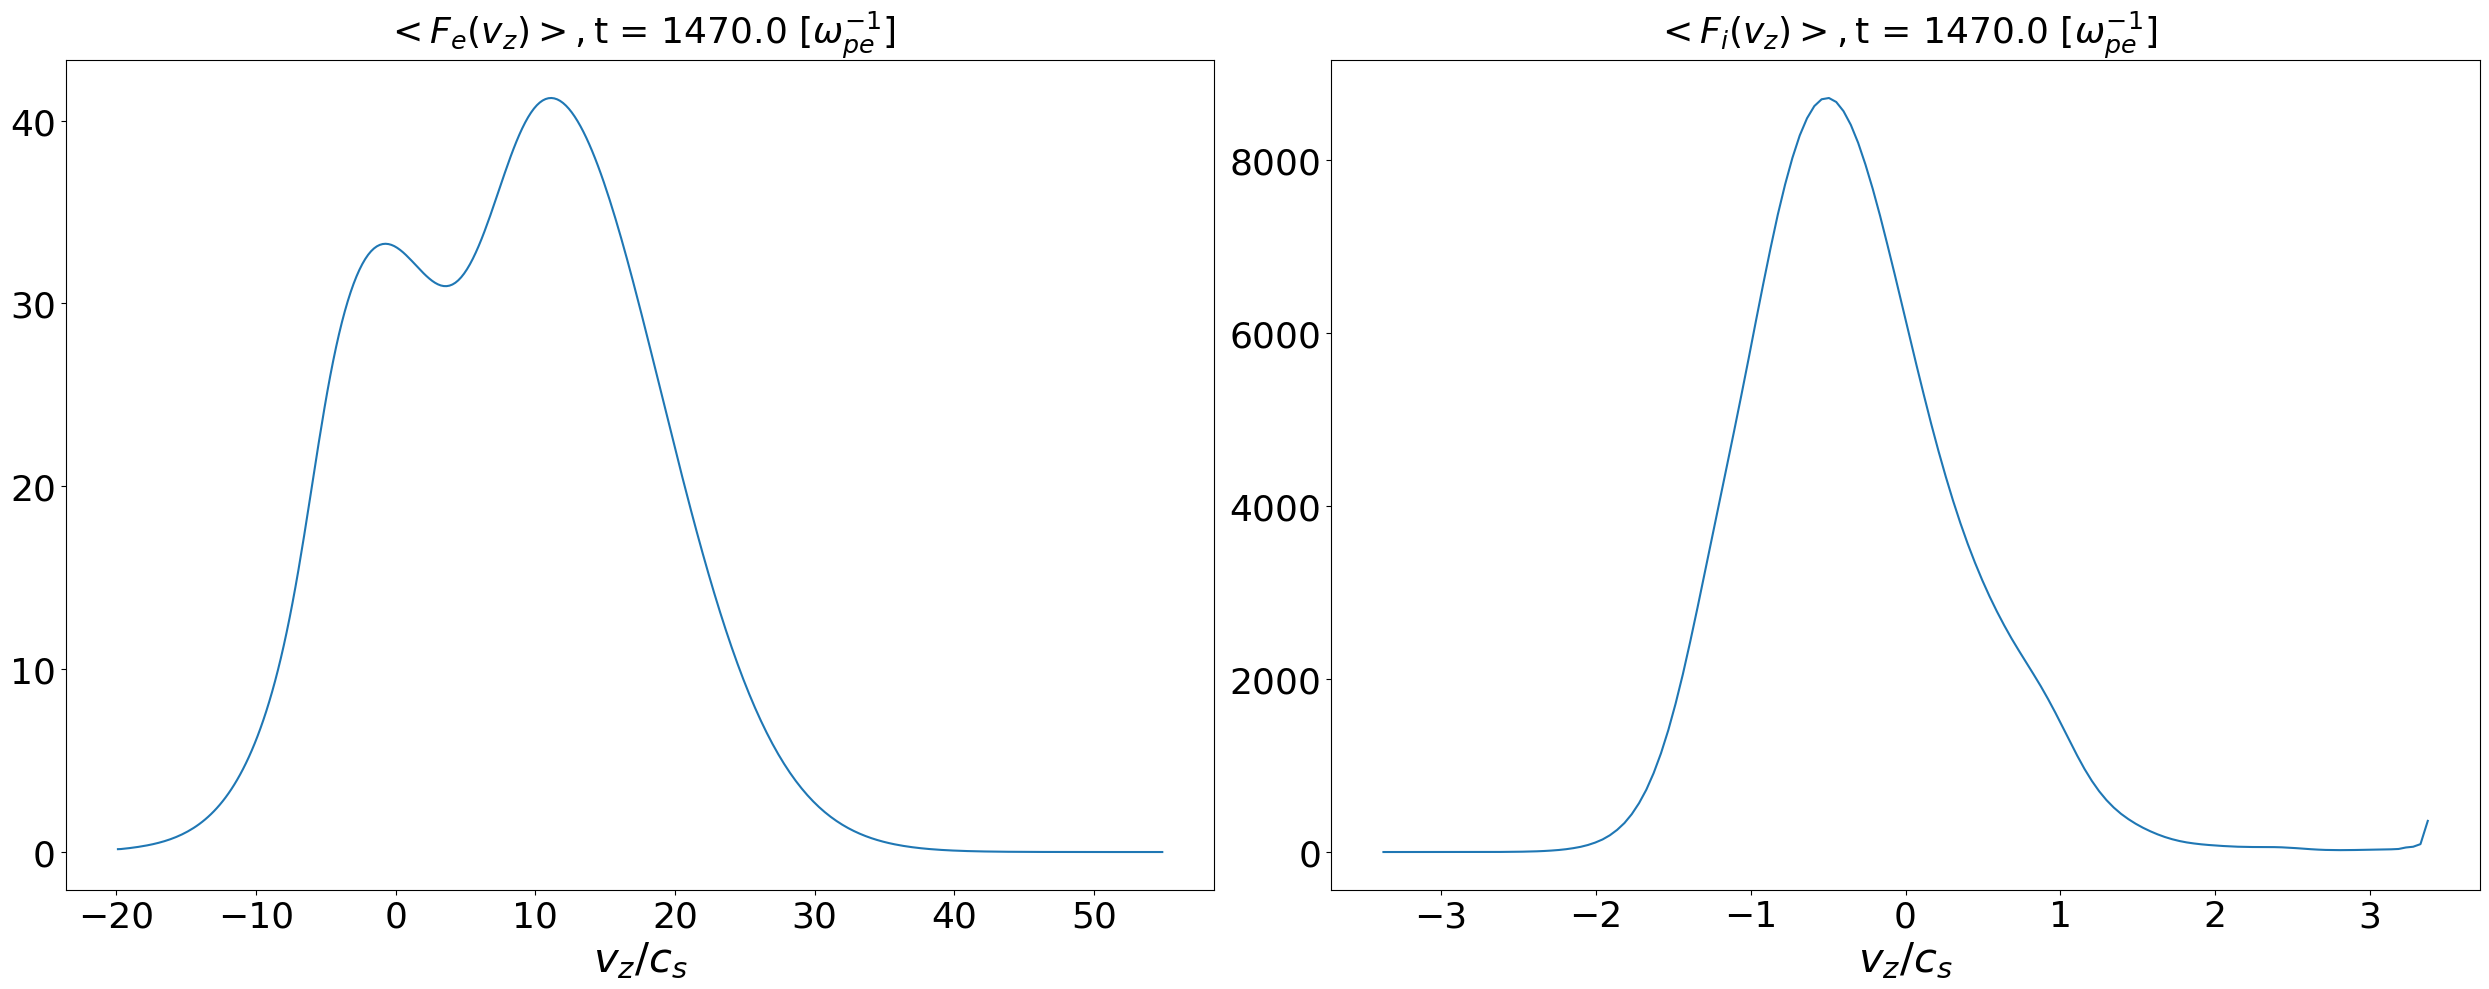 < Fₑ(v_z) >, t = 1470.0 [ω_pe^−1]
40
30
20
10
0
−20 −10 0 10 20 30 40 50
v_z/c_s
< F_i(v_z) >, t = 1470.0 [ω_pe^−1]
8000
6000
4000
2000
0
−3 −2 −1 0 1 2 3
v_z/c_s